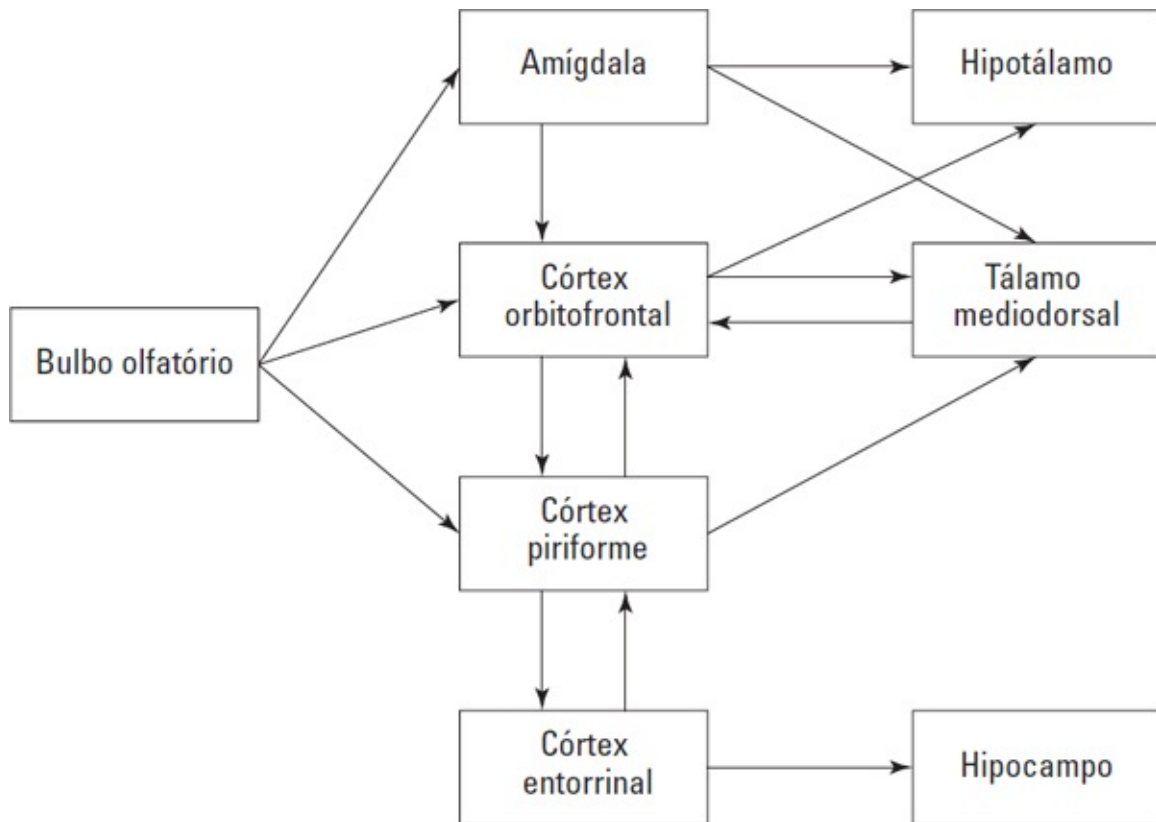 Amígdala
Hipotálamo
Córtex
orbitofrontal
Tálamo
mediodorsal
Bulbo olfatório
Córtex
piriforme
Córtex
entorrinal
Hipocampo